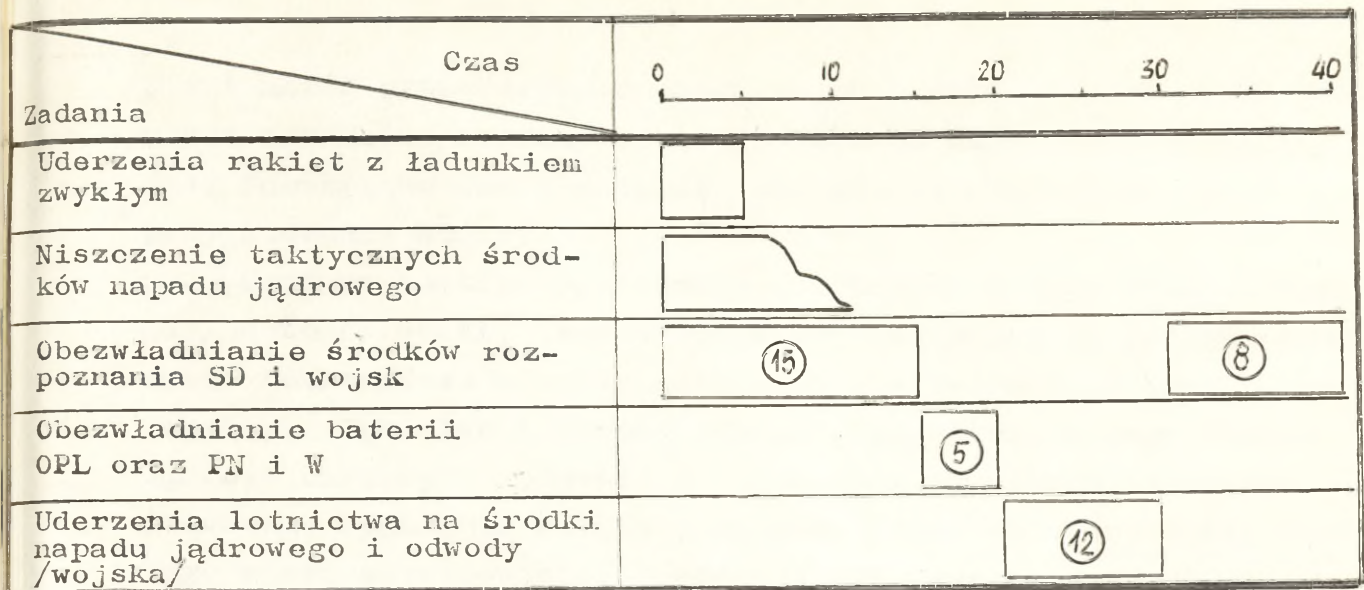 Czas
0 10 20 30 40
Zadania
Uderzenia rakiet z ładunkiem
zwykłym
Niszczenie taktycznych środ-
ków napadu jądrowego
Obezwładnianie środków roz-
poznania SD i wojsk
15 8
Obezwładnianie baterii
OPL oraz PN i W
5
Uderzenia lotnictwa na środki
napadu jądrowego i odwody
/wojska/
12